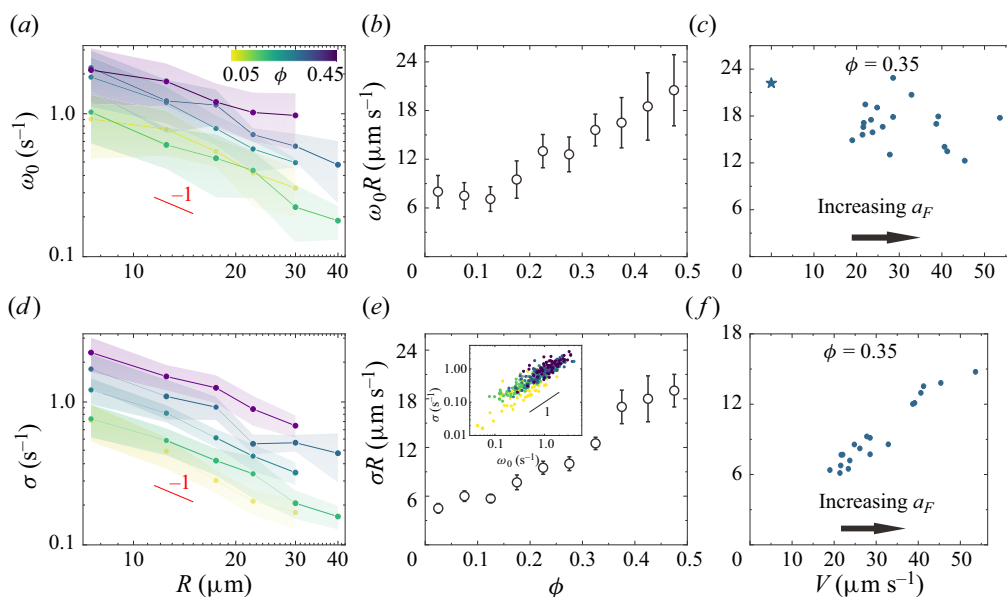 (a)
ω₀ (s⁻¹)
1.0
0.1
0.05 ϕ 0.45
–1
10 20 30 40
(b)
ω₀R (μm s⁻¹)
24
18
12
6
0 0.1 0.2 0.3 0.4 0.5
(c)
24
18
12
6
ϕ = 0.35
Increasing a_F
0 10 20 30 40 50
(d)
σ (s⁻¹)
1.0
0.1
–1
10 20 30 40
R (μm)
(e)
σR (μm s⁻¹)
24
18
12
6
σ (s⁻¹)
1.00
0.10
0.01
1
0.1 1.0
ω₀ (s⁻¹)
0 0.1 0.2 0.3 0.4 0.5
ϕ
(f)
18
12
6
ϕ = 0.35
Increasing a_F
0 10 20 30 40 50
V (μm s⁻¹)